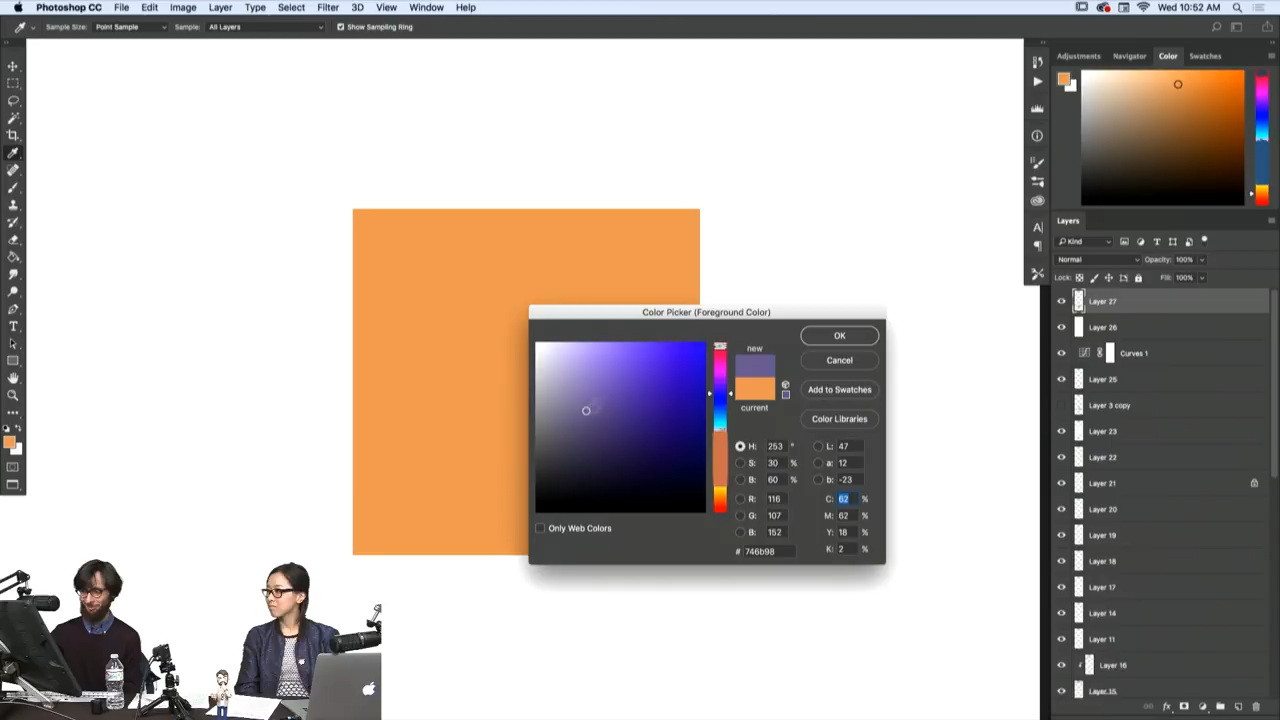 Photoshop CC File Edit Image Layer Type Select Filter 3D View Window Help Wed 10:52 AM
Sample Size: Point Sample Sample: All Layers Show Sampling Ring
Adjustments Navigator Color Swatches
Layers
Kind
Normal Opacity: 100%
Lock: Fill: 100%
Layer 27
Layer 26
Curves 1
Layer 25
Layer 3 copy
Layer 23
Layer 22
Layer 21
Layer 20
Layer 19
Layer 18
Layer 17
Layer 14
Layer 11
Layer 16
Layer 15
Color Picker (Foreground Color)
new
current
OK
Cancel
Add to Swatches
Color Libraries
H: 253 ° L: 47
S: 30 % a: 12
B: 60 % b: -23
R: 116 C: 62 %
G: 107 M: 62 %
B: 152 Y: 18 %
# 746b98 K: 2 %
Only Web Colors